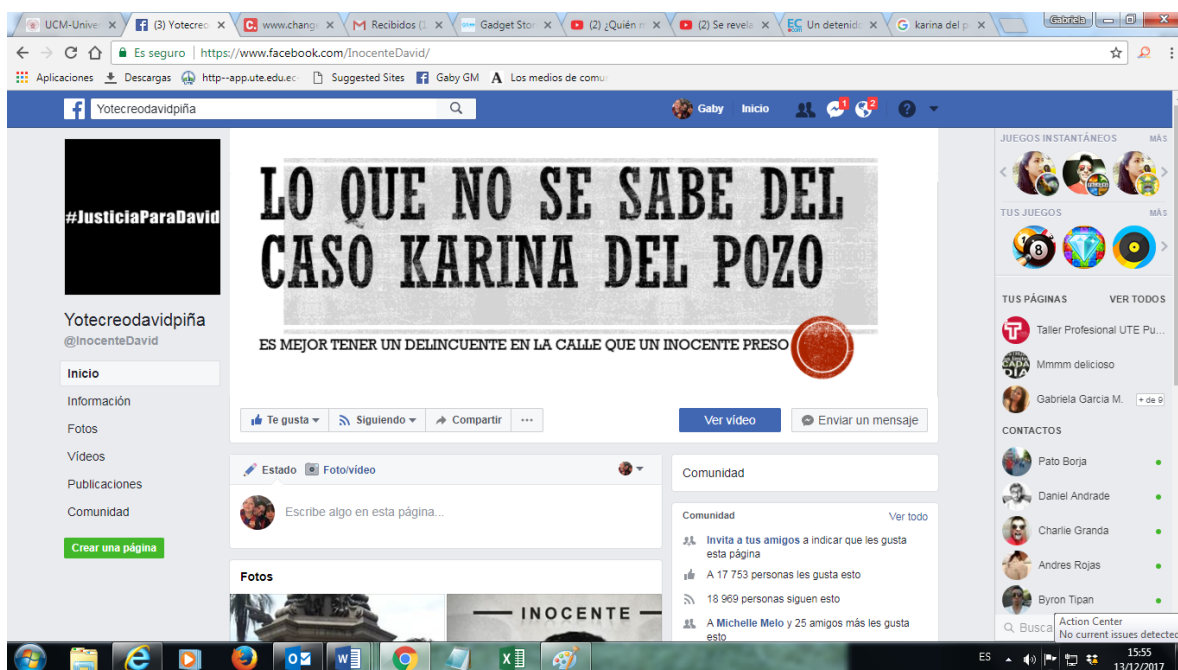 UCM-Univer
(3) Yotecreo
www.chang
Recibidos (1
Gadget Stor
(2) ¿Quién m
(2) Se revela
Un detenido
karina del p
Gabriela
Es seguro | https://www.facebook.com/InocenteDavid/
Aplicaciones
Descargas
http--app.ute.edu.ec-
Suggested Sites
Gaby GM
Los medios de comu
Yotecreodavidpiña
Gaby
Inicio
1
2
#JusticiaParaDavid
LO QUE NO SE SABE DEL
CASO KARINA DEL POZO
ES MEJOR TENER UN DELINCUENTE EN LA CALLE QUE UN INOCENTE PRESO
Yotecreodavidpiña
@InocenteDavid
Inicio
Información
Fotos
Vídeos
Publicaciones
Comunidad
Crear una página
Te gusta
Siguiendo
Compartir
Ver vídeo
Enviar un mensaje
Estado
Foto/vídeo
Escribe algo en esta página...
Fotos
INOCENTE
Comunidad
Comunidad
Ver todo
Invita a tus amigos a indicar que les gusta
esta página
A 17 753 personas les gusta esto
18 969 personas siguen esto
A Michelle Melo y 25 amigos más les gusta
esto
JUEGOS INSTANTÁNEOS
MÁS
TUS JUEGOS
MÁS
TUS PÁGINAS
VER TODOS
Taller Profesional UTE Pu...
Mmmm delicioso
Gabriela Garcia M.
+ de 9
CONTACTOS
Pato Borja
Daniel Andrade
Charlie Granda
Andres Rojas
Byron Tipan
Busca
Action Center
No current issues detected
ES
15:55
13/12/2017